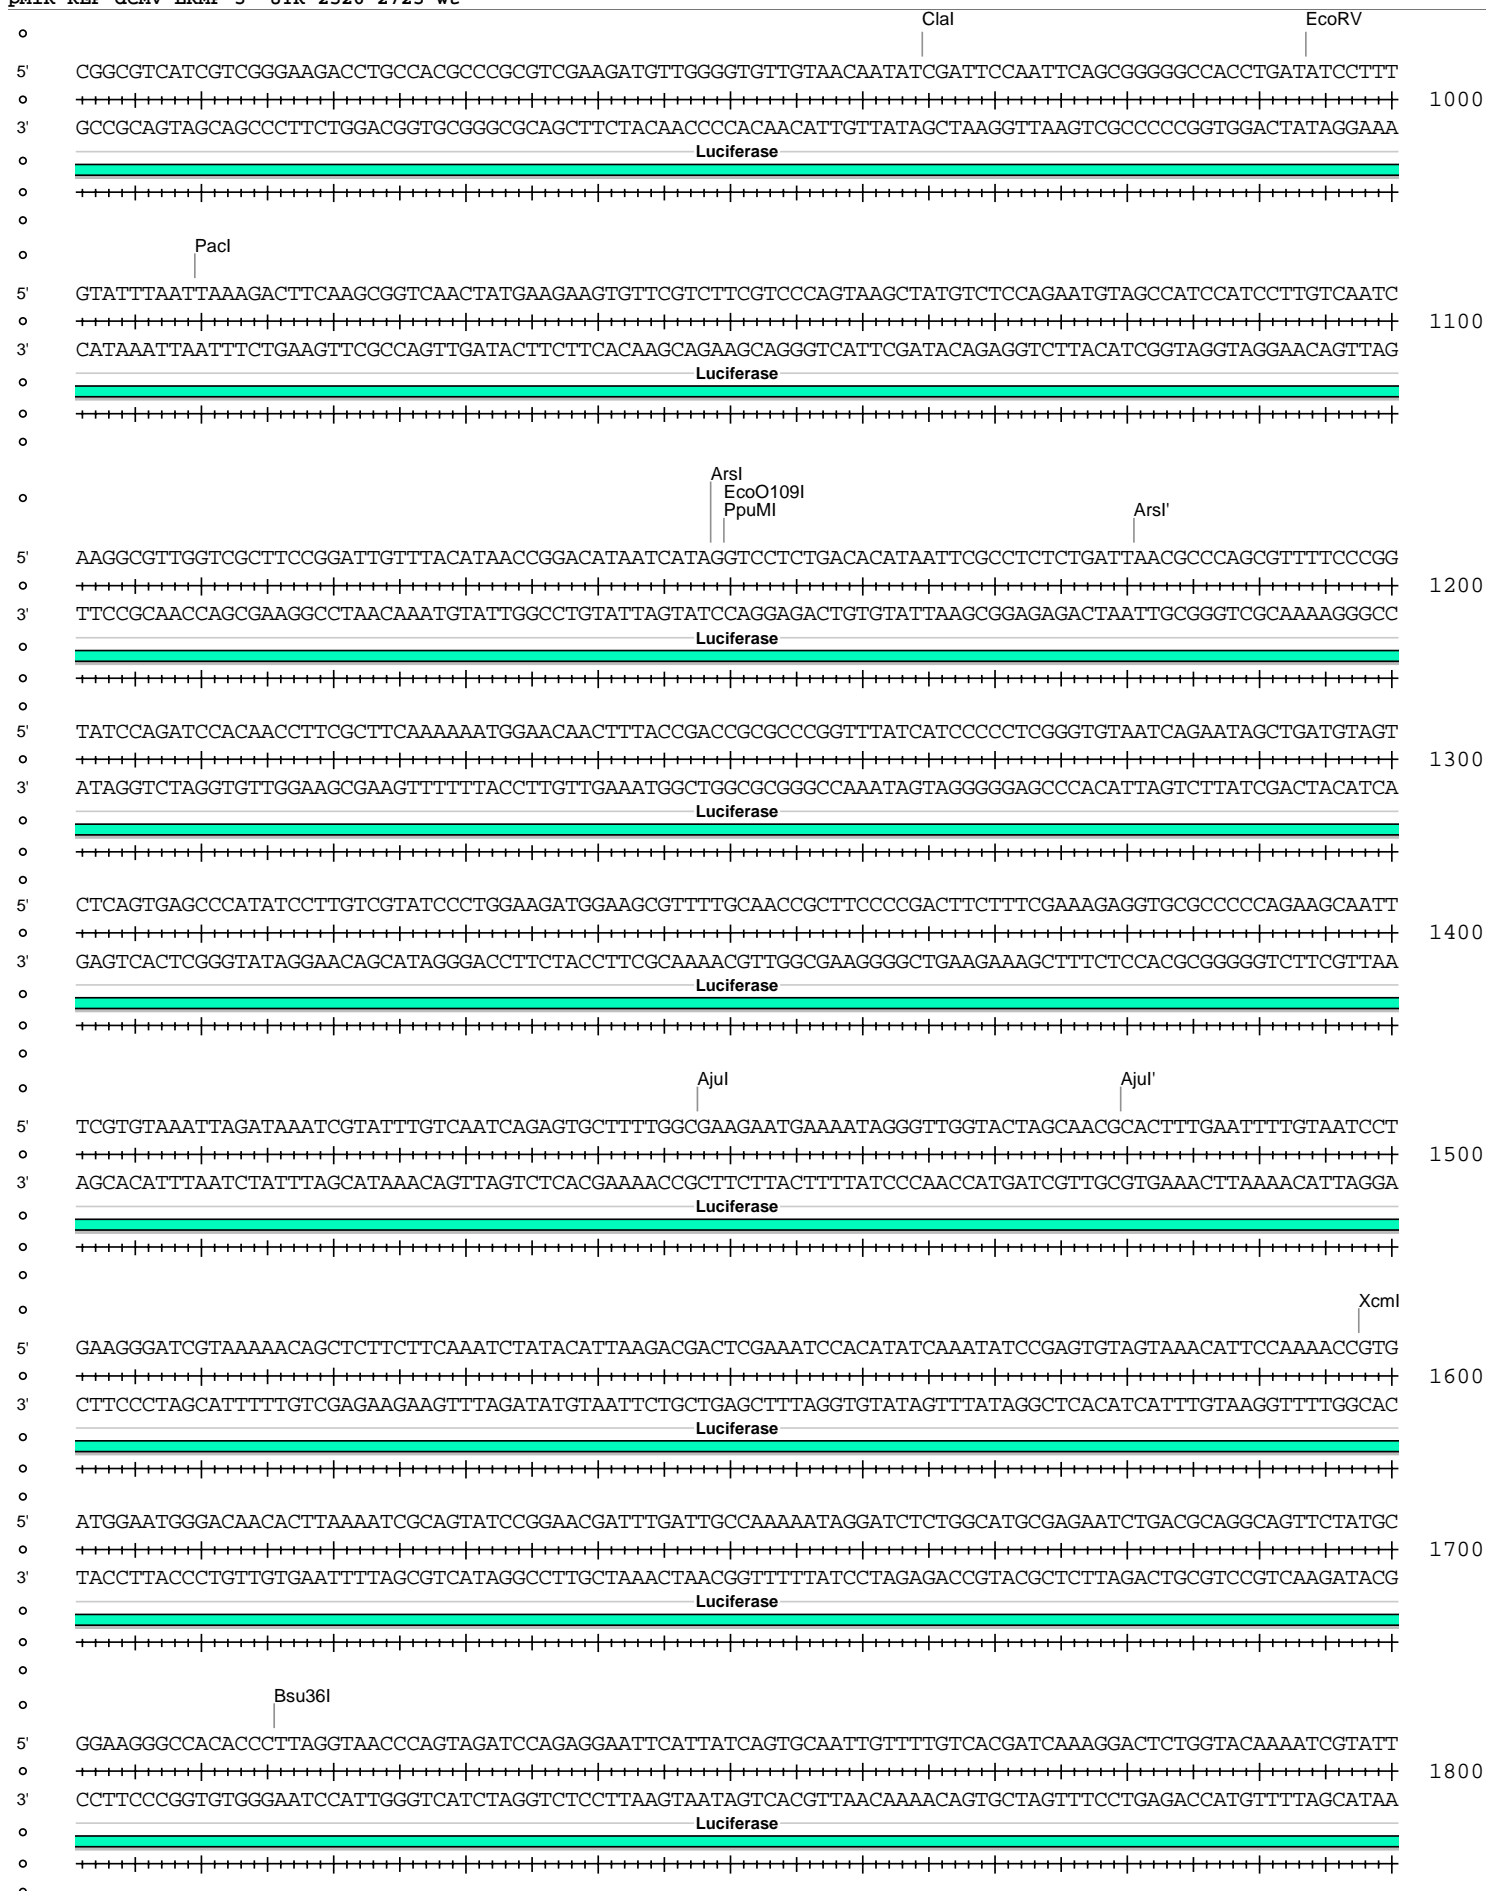 ClaI EcoRV
5' CGGCGTCATCGTCGGGAAGACCTGCCACGCCCGCGTCGAAGATGTTGGGGTGTTGTAACAATATCGATTCCAATTCAGCGGGGGCCACCTGATATCCTTT
1000
3' GCCGCAGTAGCAGCCCTTCTGGACGGTGCGGGCGCAGCTTCTACAACCCCACAACATTGTTATAGCTAAGGTTAAGTCGCCCCCGGTGGACTATAGGAAA
Luciferase
PacI
5' GTATTTAATTAAAGACTTCAAGCGGTCAACTATGAAGAAGTGTTCGTCTTCGTCCCAGTAAGCTATGTCTCCAGAATGTAGCCATCCATCCTTGTCAATC
1100
3' CATAAATTAATTTCTGAAGTTCGCCAGTTGATACTTCTTCACAAGCAGAAGCAGGGTCATTCGATACAGAGGTCTTACATCGGTAGGTAGGAACAGTTAG
Luciferase
ArsI
EcoO109I
PpuMI ArsI'
5' AAGGCGTTGGTCGCTTCCGGATTGTTTACATAACCGGACATAATCATAGGTCCTCTGACACATAATTCGCCTCTCTGATTAACGCCCAGCGTTTTCCCGG
1200
3' TTCCGCAACCAGCGAAGGCCTAACAAATGTATTGGCCTGTATTAGTATCCAGGAGACTGTGTATTAAGCGGAGAGACTAATTGCGGGTCGCAAAAGGGCC
Luciferase
5' TATCCAGATCCACAACCTTCGCTTCAAAAAATGGAACAACTTTACCGACCGCGCCCGGTTTATCATCCCCCTCGGGTGTAATCAGAATAGCTGATGTAGT
1300
3' ATAGGTCTAGGTGTTGGAAGCGAAGTTTTTTACCTTGTTGAAATGGCTGGCGCGGGCCAAATAGTAGGGGGAGCCCACATTAGTCTTATCGACTACATCA
Luciferase
5' CTCAGTGAGCCCATATCCTTGTCGTATCCCTGGAAGATGGAAGCGTTTTGCAACCGCTTCCCCGACTTCTTTCGAAAGAGGTGCGCCCCCAGAAGCAATT
1400
3' GAGTCACTCGGGTATAGGAACAGCATAGGGACCTTCTACCTTCGCAAAACGTTGGCGAAGGGGCTGAAGAAAGCTTTCTCCACGCGGGGGTCTTCGTTAA
Luciferase
AjuI AjuI'
5' TCGTGTAAATTAGATAAATCGTATTTGTCAATCAGAGTGCTTTTGGCGAAGAATGAAAATAGGGTTGGTACTAGCAACGCACTTTGAATTTTGTAATCCT
1500
3' AGCACATTTAATCTATTTAGCATAAACAGTTAGTCTCACGAAAACCGCTTCTTACTTTTATCCCAACCATGATCGTTGCGTGAAACTTAAAACATTAGGA
Luciferase
XcmI
5' GAAGGGATCGTAAAAACAGCTCTTCTTCAAATCTATACATTAAGACGACTCGAAATCCACATATCAAATATCCGAGTGTAGTAAACATTCCAAAACCGTG
1600
3' CTTCCCTAGCATTTTTGTCGAGAAGAAGTTTAGATATGTAATTCTGCTGAGCTTTAGGTGTATAGTTTATAGGCTCACATCATTTGTAAGGTTTTGGCAC
Luciferase
5' ATGGAATGGGACAACACTTAAAATCGCAGTATCCGGAACGATTTGATTGCCAAAAATAGGATCTCTGGCATGCGAGAATCTGACGCAGGCAGTTCTATGC
1700
3' TACCTTACCCTGTTGTGAATTTTAGCGTCATAGGCCTTGCTAAACTAACGGTTTTTATCCTAGAGACCGTACGCTCTTAGACTGCGTCCGTCAAGATACG
Luciferase
Bsu36I
5' GGAAGGGCCACACCCTTAGGTAACCCAGTAGATCCAGAGGAATTCATTATCAGTGCAATTGTTTTGTCACGATCAAAGGACTCTGGTACAAAATCGTATT
1800
3' CCTTCCCGGTGTGGGAATCCATTGGGTCATCTAGGTCTCCTTAAGTAATAGTCACGTTAACAAAACAGTGCTAGTTTCCTGAGACCATGTTTTAGCATAA
Luciferase